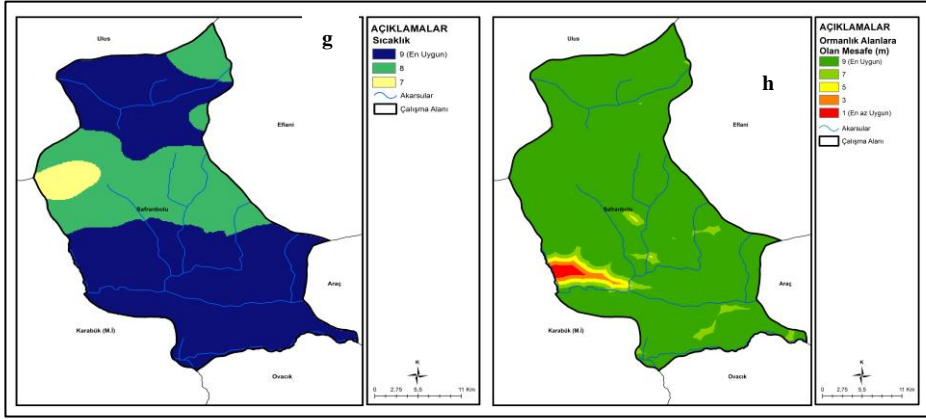 g
Ulus
Eflani
Safranbolu
Araç
Karabük (M.İ)
Ovacık
AÇIKLAMALAR
Sıcaklık
9 (En Uygun)
8
7
Akarsular
Çalışma Alanı
K
0 2,75 5,5 11 Km
h
Ulus
Eflani
Safranbolu
Araç
Karabük (M.İ)
Ovacık
AÇIKLAMALAR
Ormanlık Alanlara
Olan Mesafe (m)
9 (En Uygun)
7
5
3
1 (En az Uygun)
Akarsular
Çalışma Alanı
K
0 2,75 5,5 11 Km